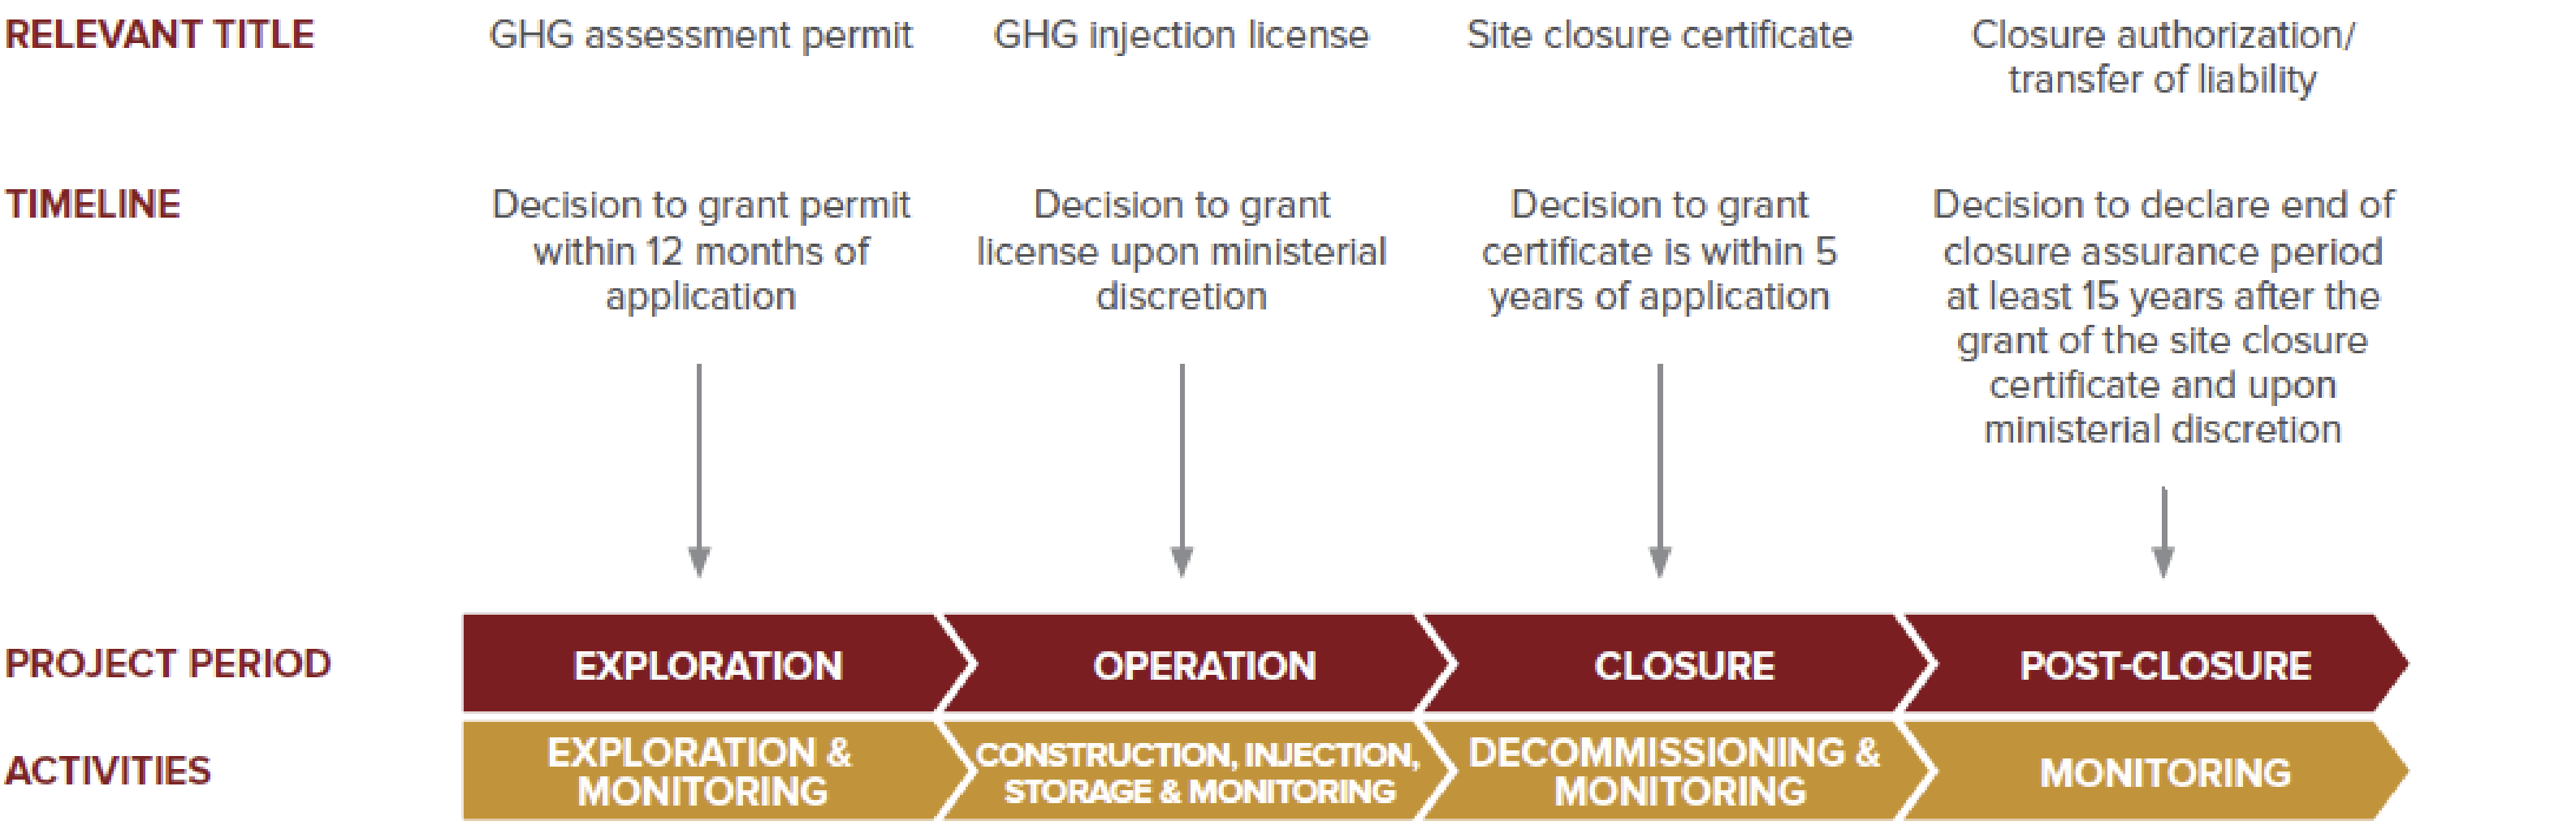 RELEVANT TITLE
GHG assessment permit
GHG injection license
Site closure certificate
Closure authorization/
transfer of liability
TIMELINE
Decision to grant permit
within 12 months of
application
Decision to grant
license upon ministerial
discretion
Decision to grant
certificate is within 5
years of application
Decision to declare end of
closure assurance period
at least 15 years after the
grant of the site closure
certificate and upon
ministerial discretion
PROJECT PERIOD
EXPLORATION
OPERATION
CLOSURE
POST-CLOSURE
ACTIVITIES
EXPLORATION &
MONITORING
CONSTRUCTION, INJECTION,
STORAGE & MONITORING
DECOMMISSIONING &
MONITORING
MONITORING